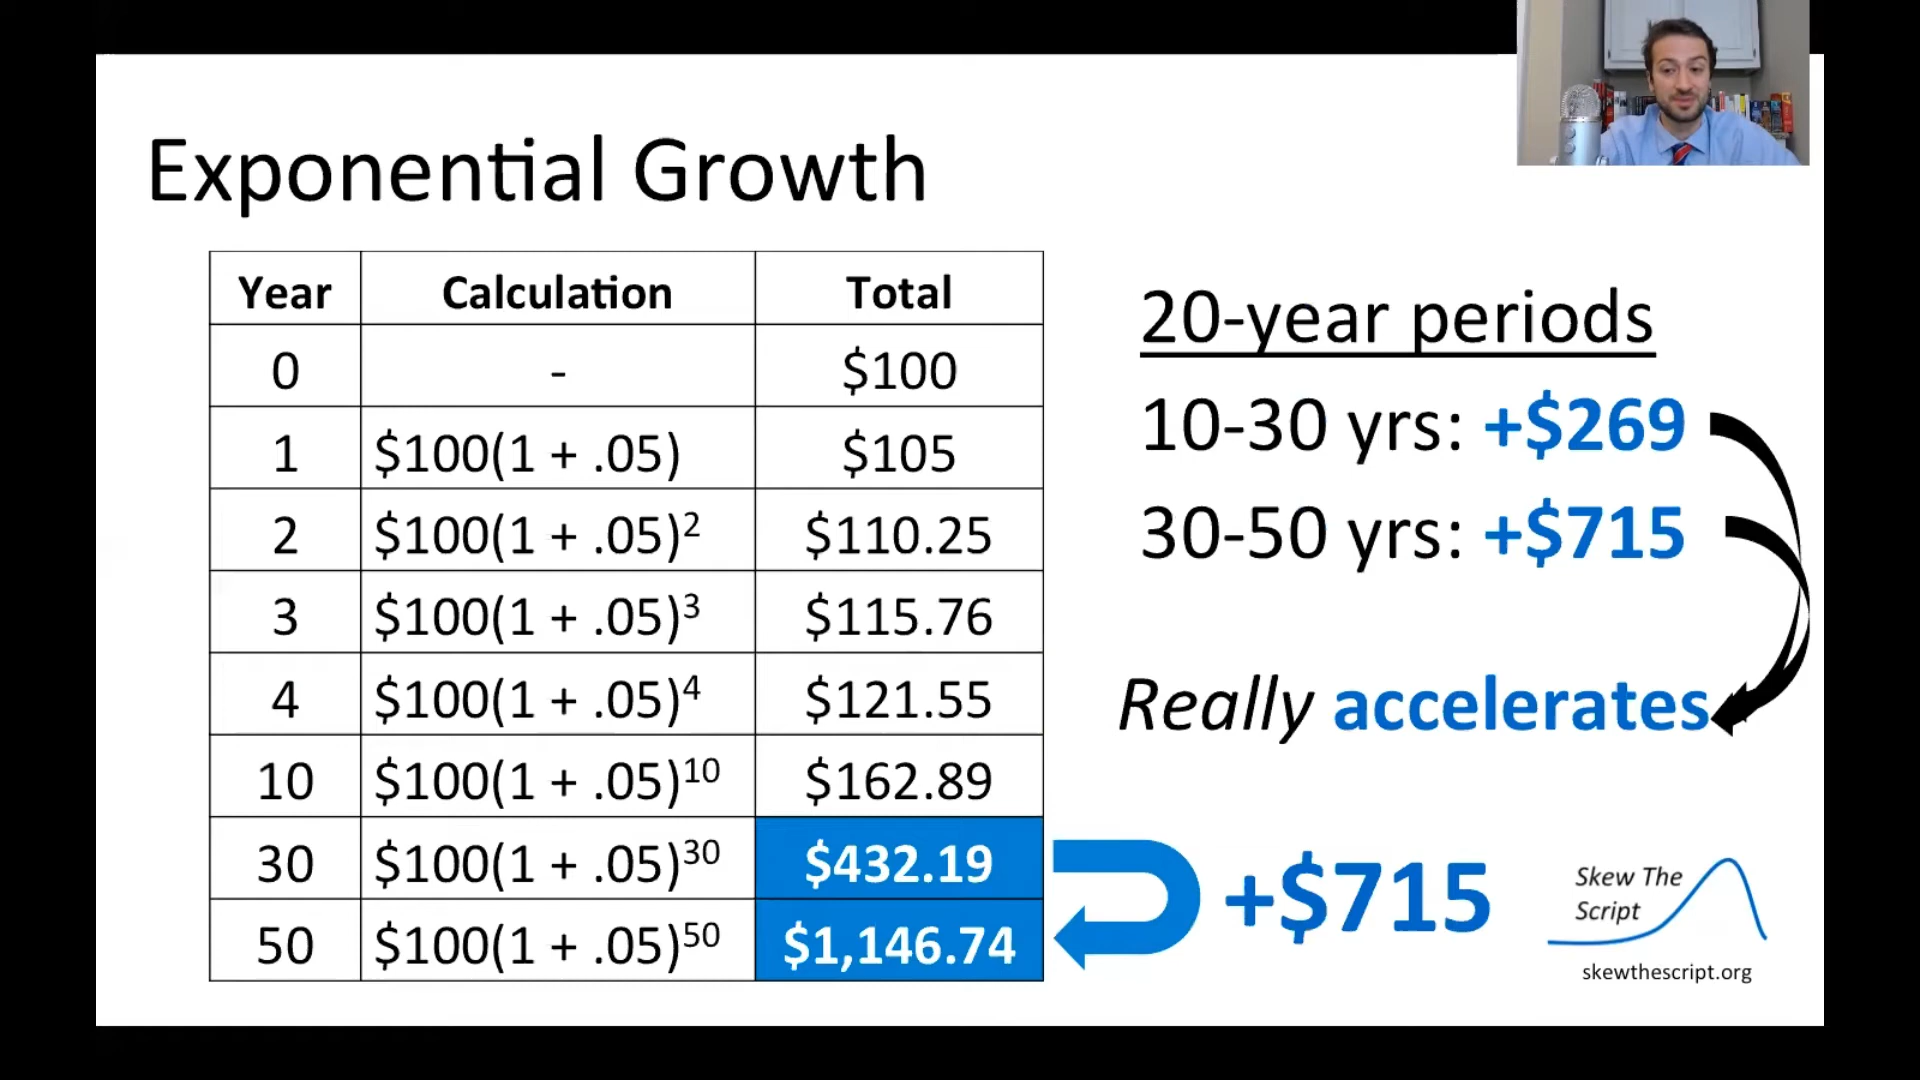 Exponential Growth
Year Calculation Total
0 - $100
1 $100(1 + .05) $105
2 $100(1 + .05)² $110.25
3 $100(1 + .05)³ $115.76
4 $100(1 + .05)⁴ $121.55
10 $100(1 + .05)¹⁰ $162.89
30 $100(1 + .05)³⁰ $432.19
50 $100(1 + .05)⁵⁰ $1,146.74
20-year periods
10-30 yrs: +$269
30-50 yrs: +$715
Really accelerates
+$715
Skew The
Script
skewthescript.org